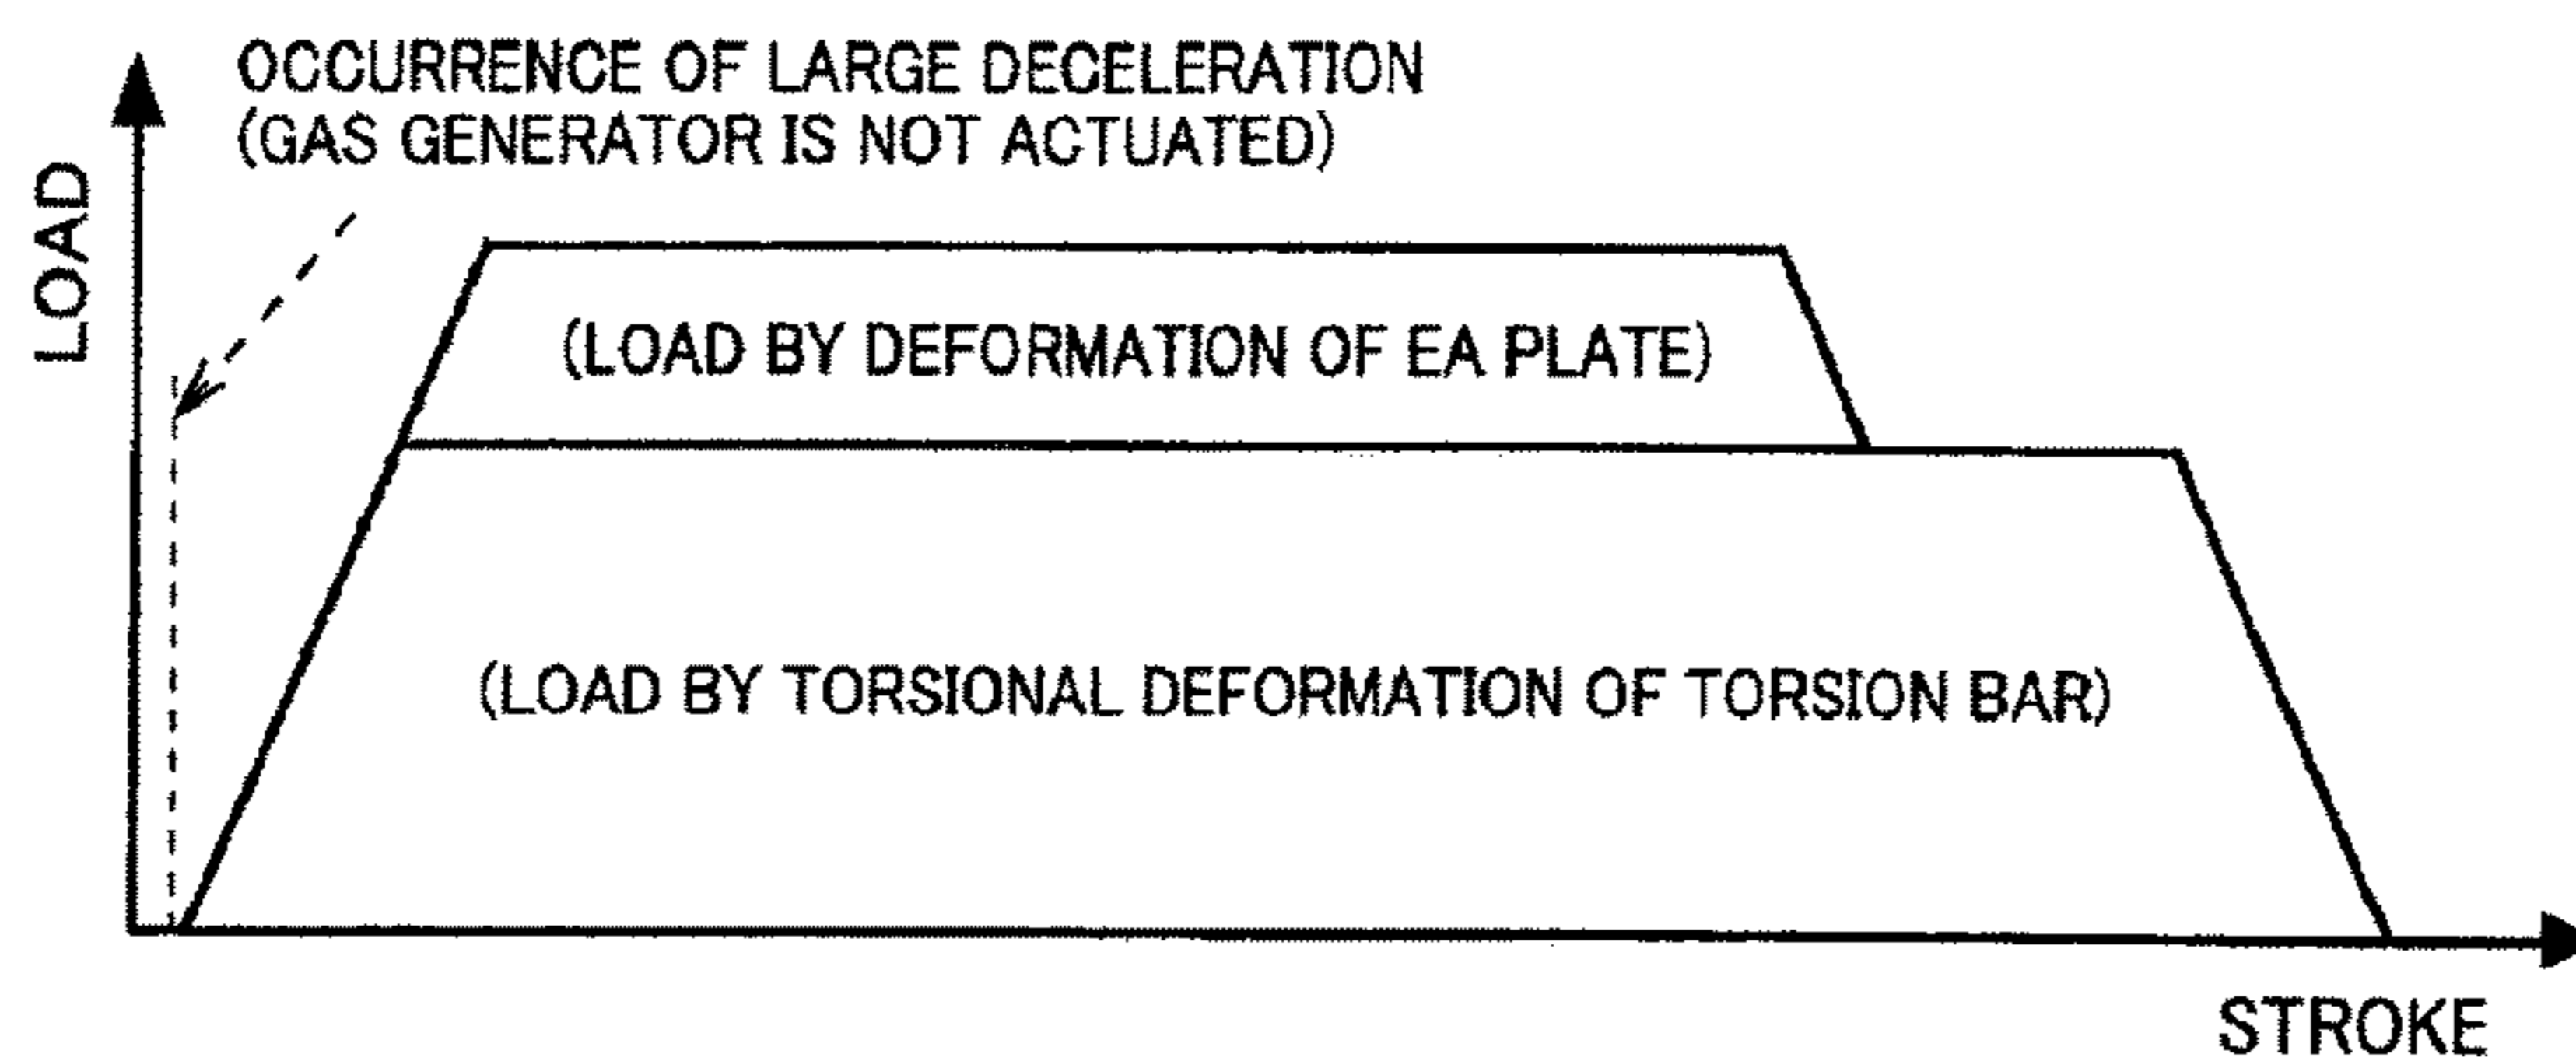 OCCURRENCE OF LARGE DECELERATION
(GAS GENERATOR IS NOT ACTUATED)
LOAD
(LOAD BY DEFORMATION OF EA PLATE)
(LOAD BY TORSIONAL DEFORMATION OF TORSION BAR)
STROKE